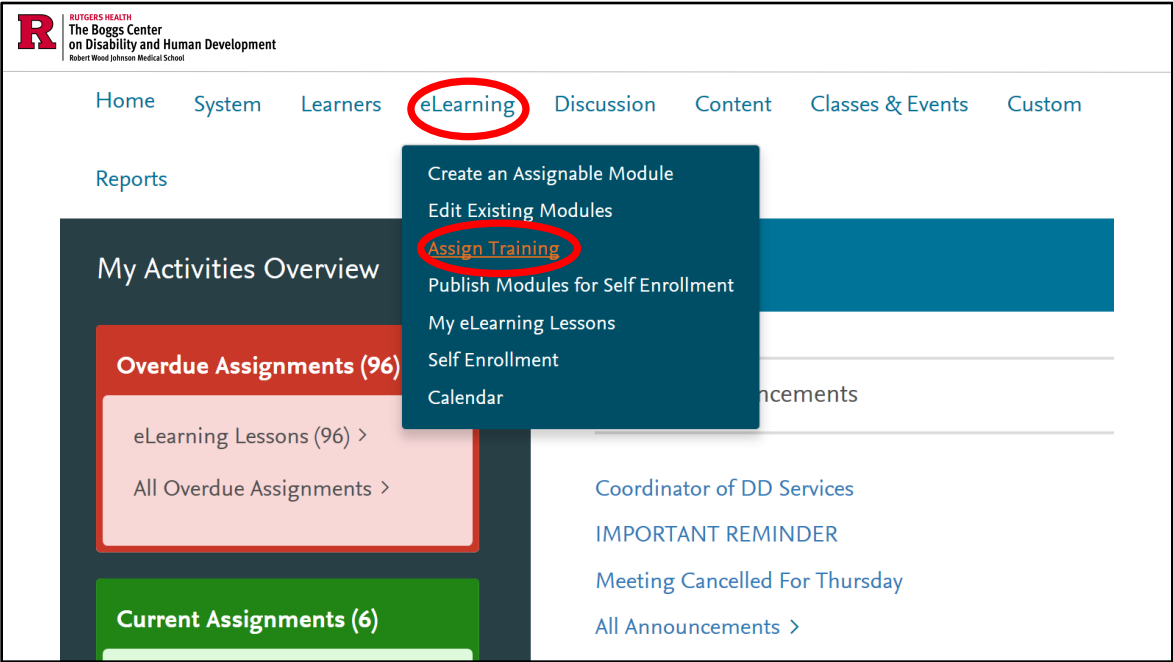 RUTGERS HEALTH
The Boggs Center
on Disability and Human Development
Robert Wood Johnson Medical School
Home System Learners eLearning Discussion Content Classes & Events Custom
Reports
Create an Assignable Module
Edit Existing Modules
Assign Training
Publish Modules for Self Enrollment
My eLearning Lessons
Self Enrollment
Calendar
My Activities Overview
Overdue Assignments (96)
eLearning Lessons (96) >
All Overdue Assignments >
Current Assignments (6)
ncements
Coordinator of DD Services
IMPORTANT REMINDER
Meeting Cancelled For Thursday
All Announcements >